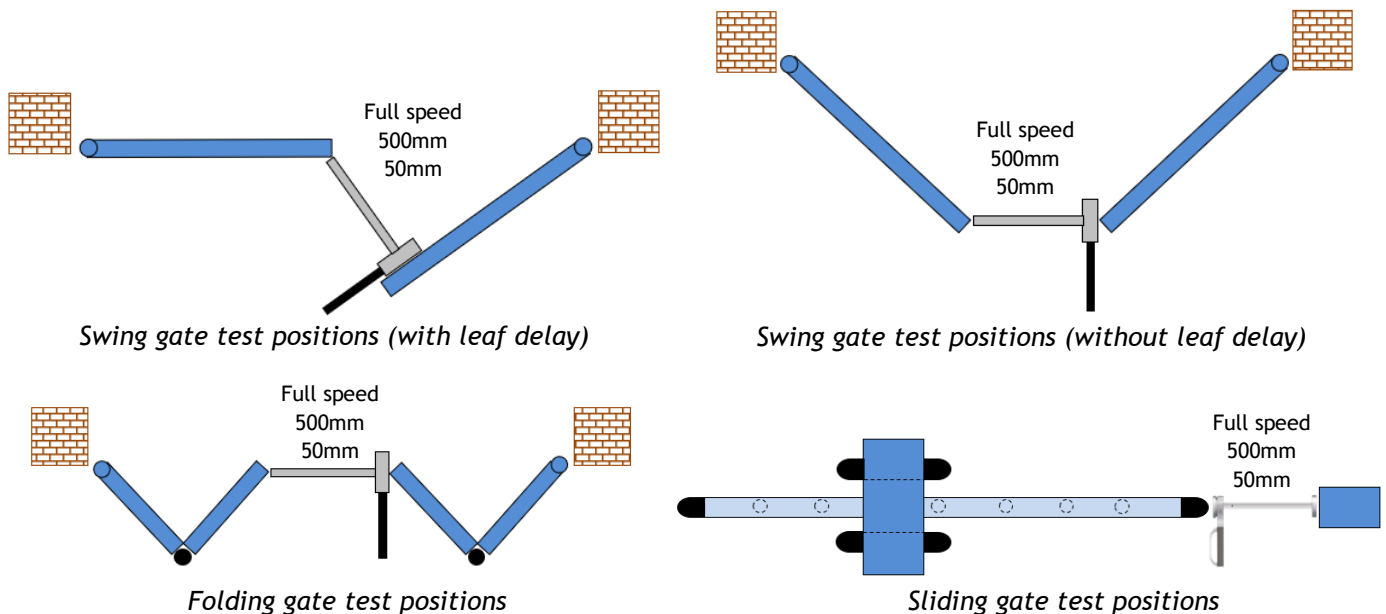 Full speed
500mm
50mm
Swing gate test positions (with leaf delay)
Full speed
500mm
50mm
Swing gate test positions (without leaf delay)
Full speed
500mm
50mm
Folding gate test positions
Full speed
500mm
50mm
Sliding gate test positions